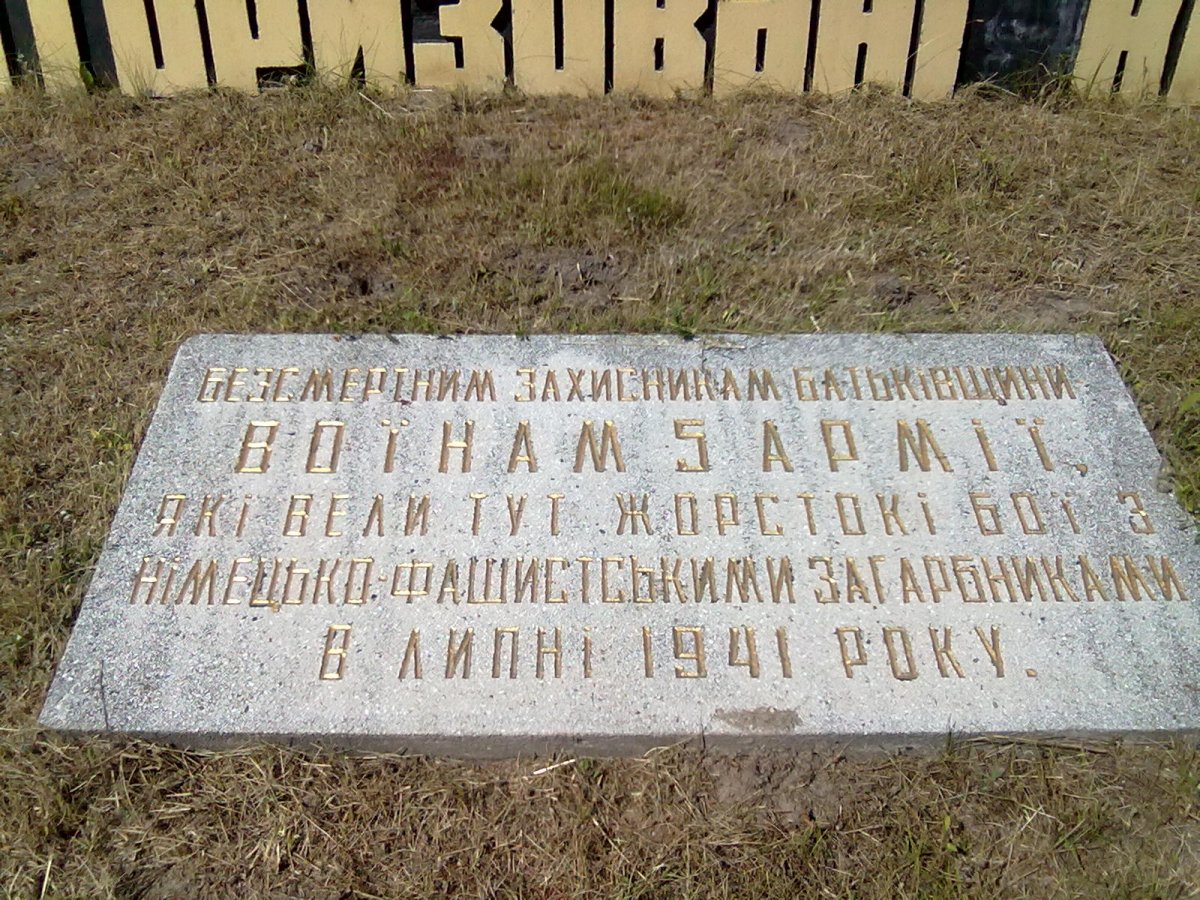 БЕЗСМЕРТНИМ ЗАХИСНИКАМ БАТЬКІВЩИНИ
ВОЇНАМ 5 АРМІЇ,
ЯКІ ВЕЛИ ТУТ ЖОРСТОКІ БОЇ З
НІМЕЦЬКО-ФАШИСТСЬКИМИ ЗАГАРБНИКАМИ
В ЛИПНІ 1941 РОКУ.